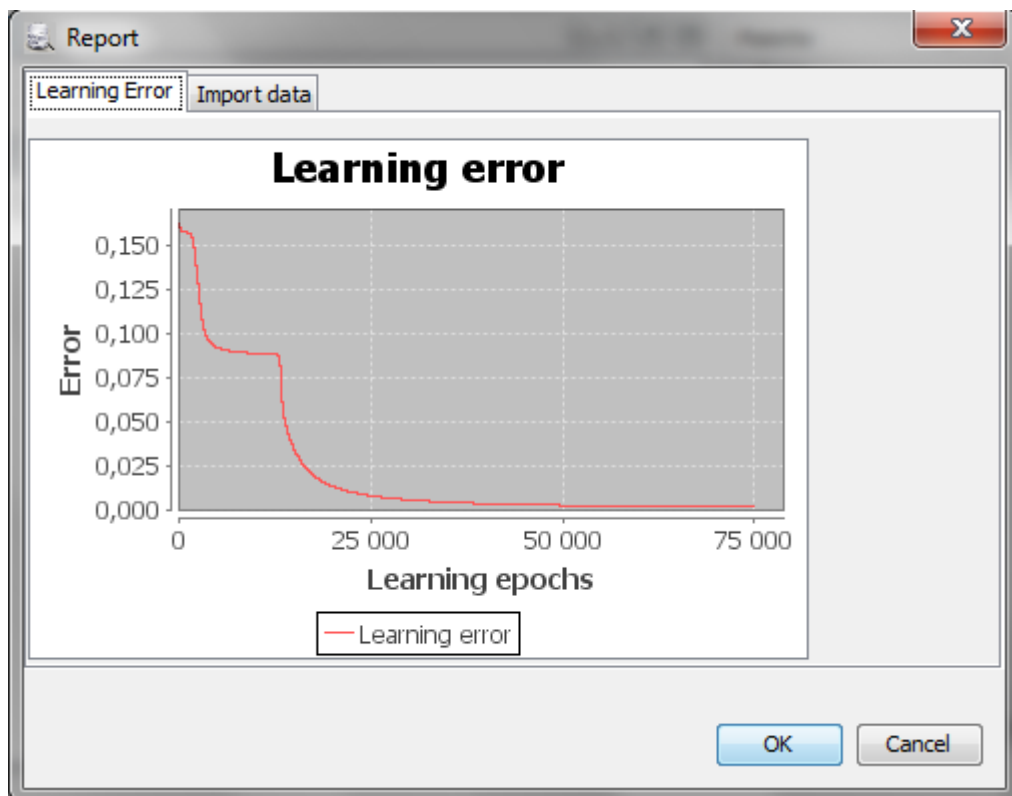 Report
Learning Error Import data
Learning error
0,150
0,125
0,100
0,075
0,050
0,025
0,000
Error
0 25 000 50 000 75 000
Learning epochs
Learning error
OK Cancel